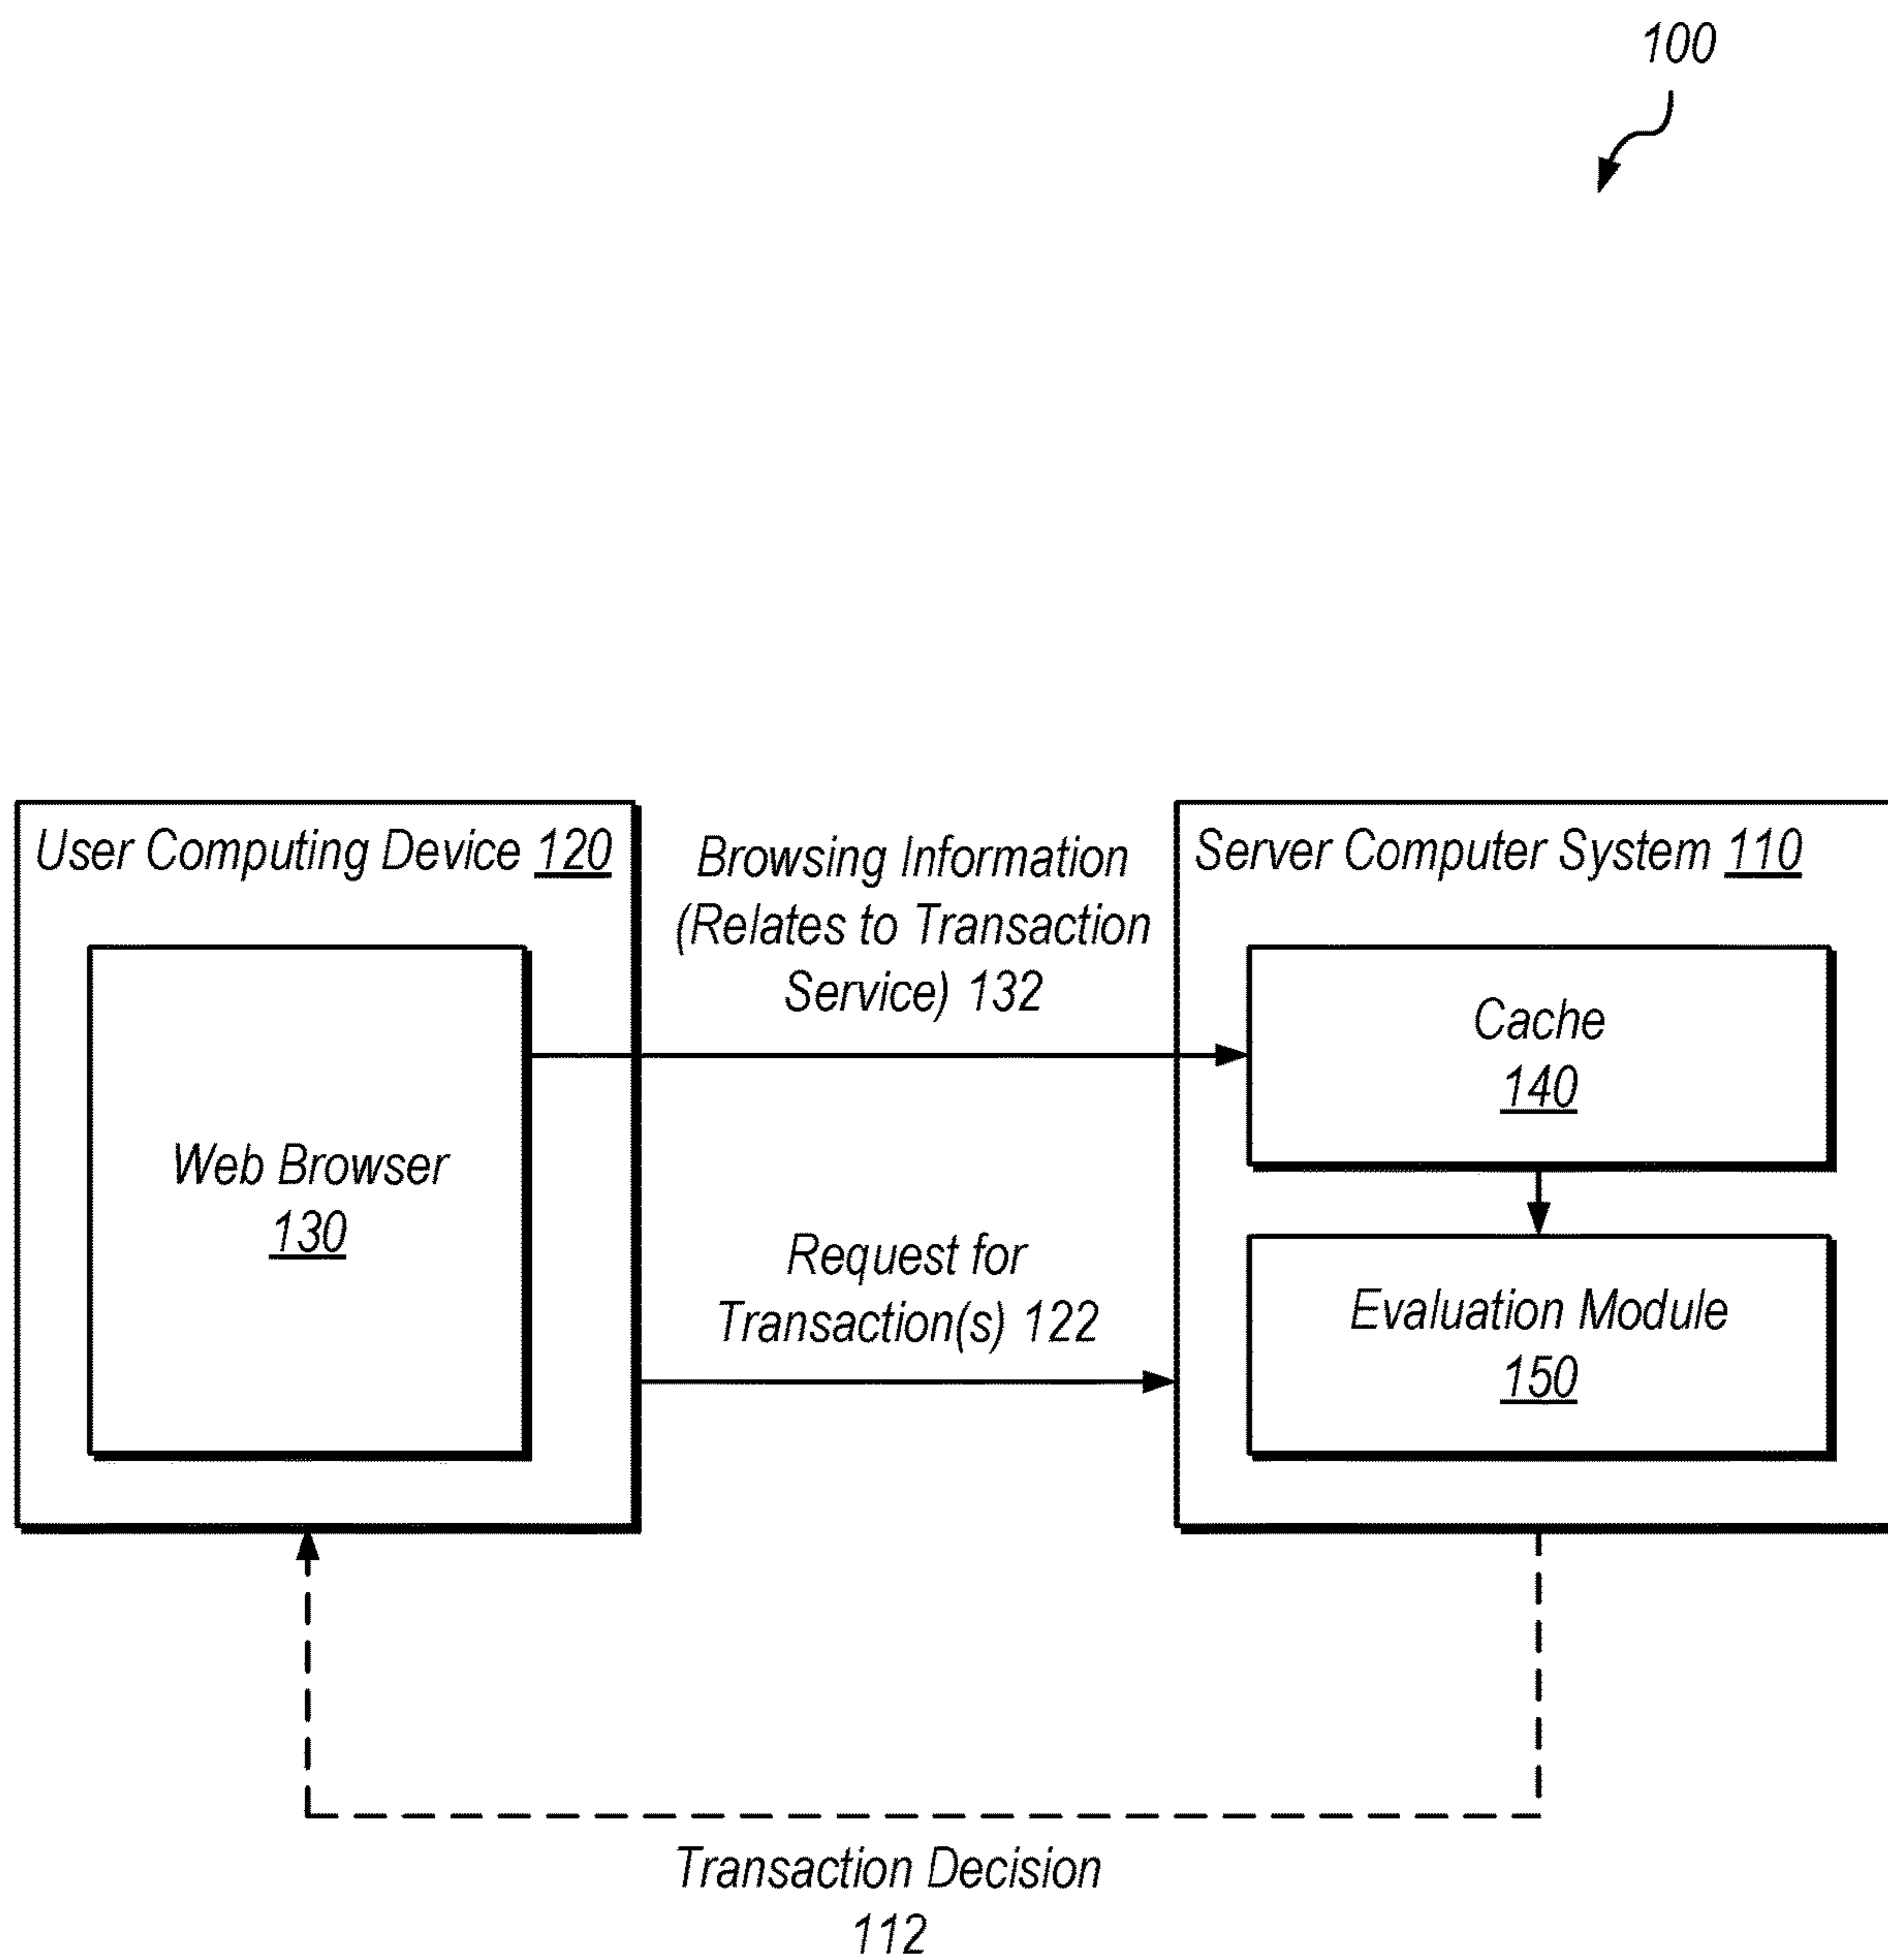 100
User Computing Device 120
Web Browser
130
Browsing Information
(Relates to Transaction
Service) 132
Request for
Transaction(s) 122
Server Computer System 110
Cache
140
Evaluation Module
150
Transaction Decision
112